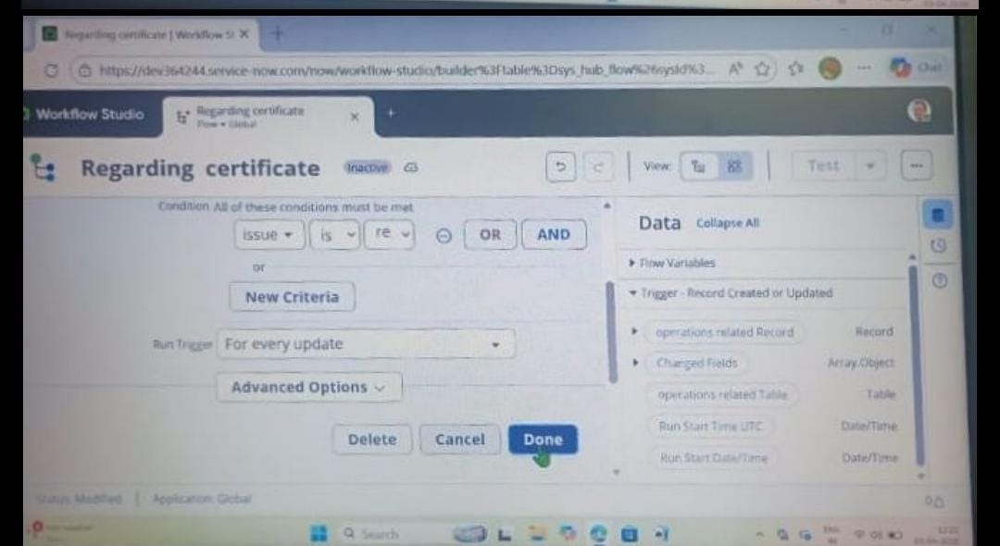 Regarding certificate | Workflow St
https://dev364244.service-now.com/now/workflow-studio/builder%3Ftable%3Dsys_hub_flow%26sysId%3...
Chat
Workflow Studio
Regarding certificate
Flow • Global
Regarding certificate
Inactive
View:
Test
Condition All of these conditions must be met
issue is re OR AND
or
New Criteria
Run Trigger For every update
Advanced Options
Delete Cancel Done
Data Collapse All
Flow Variables
Trigger - Record Created or Updated
operations related Record Record
Changed Fields Array.Object
operations related Table Table
Run Start Time UTC Date/Time
Run Start Date/Time Date/Time
Status: Modified | Application: Global
Search
ENG